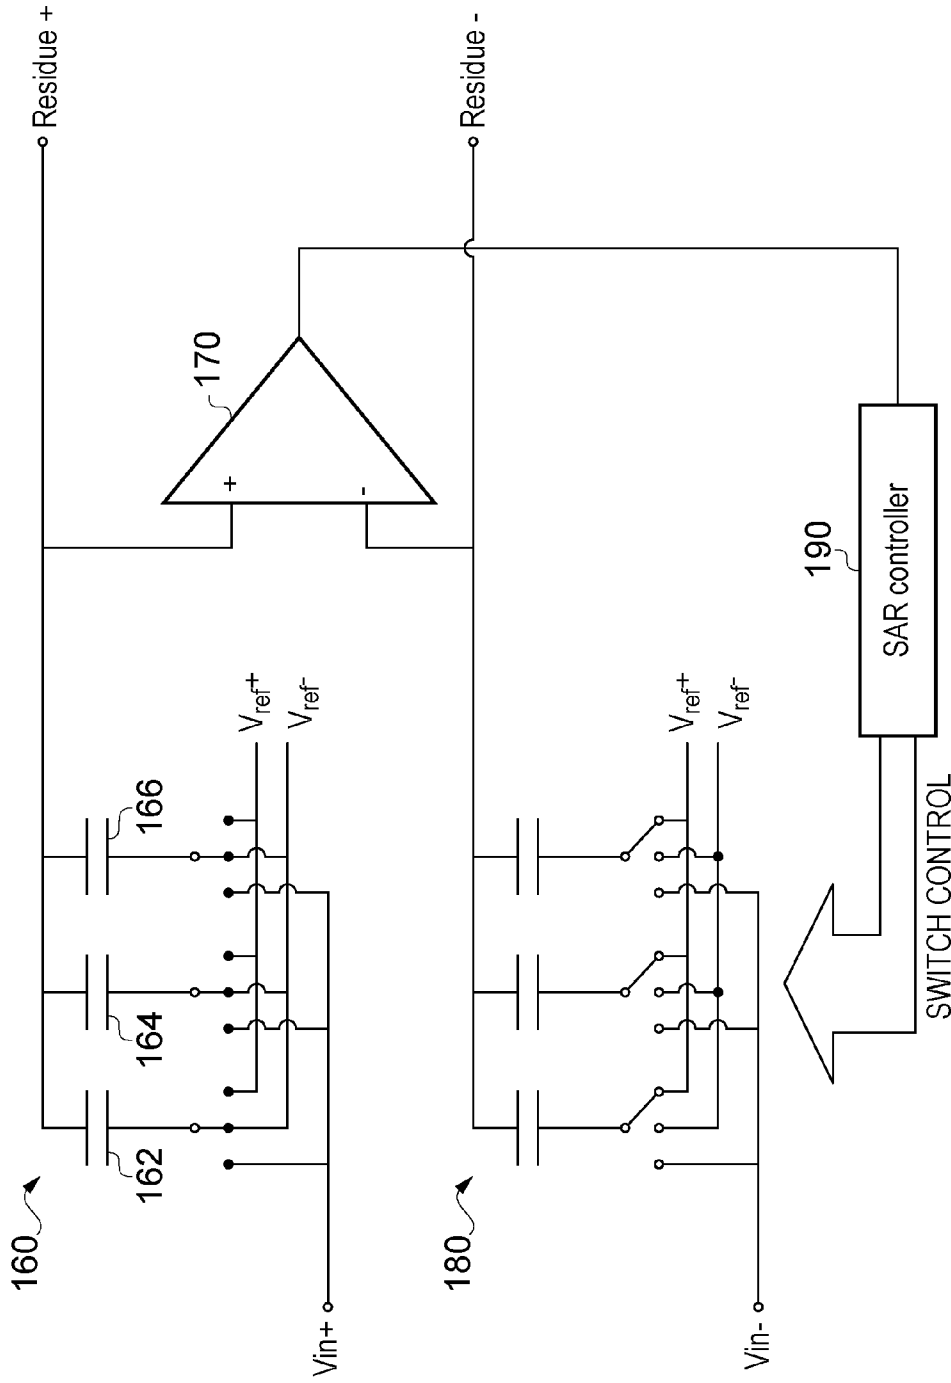 Residue +
Residue -
170
+
-
190
SAR controller
Vref+
Vref-
Vref+
Vref-
166
164
162
160
180
SWITCH CONTROL
Vin+
Vin-